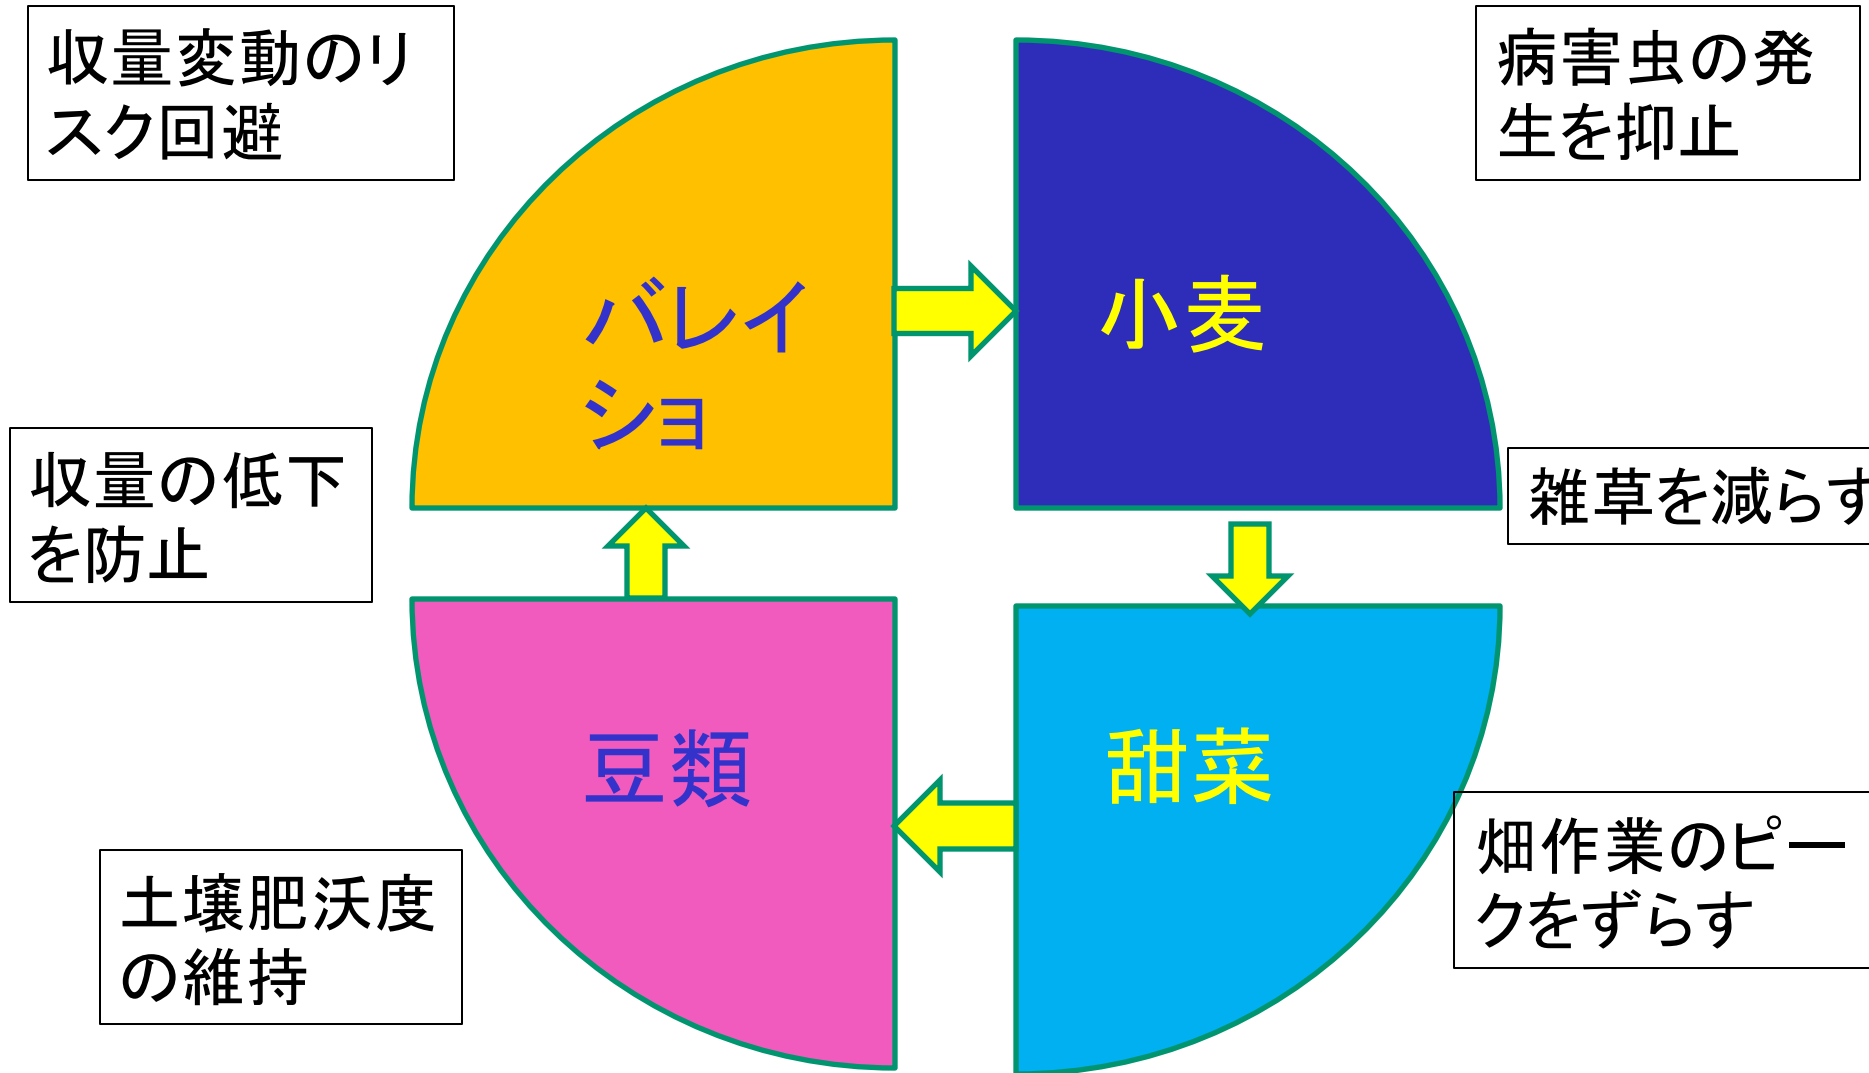 収量変動のリ
スク回避
病害虫の発
生を抑止
バレイ
ショ
小麦
収量の低下
を防止
雑草を減らす
豆類
甜菜
土壌肥沃度
の維持
畑作業のピー
クをずらす